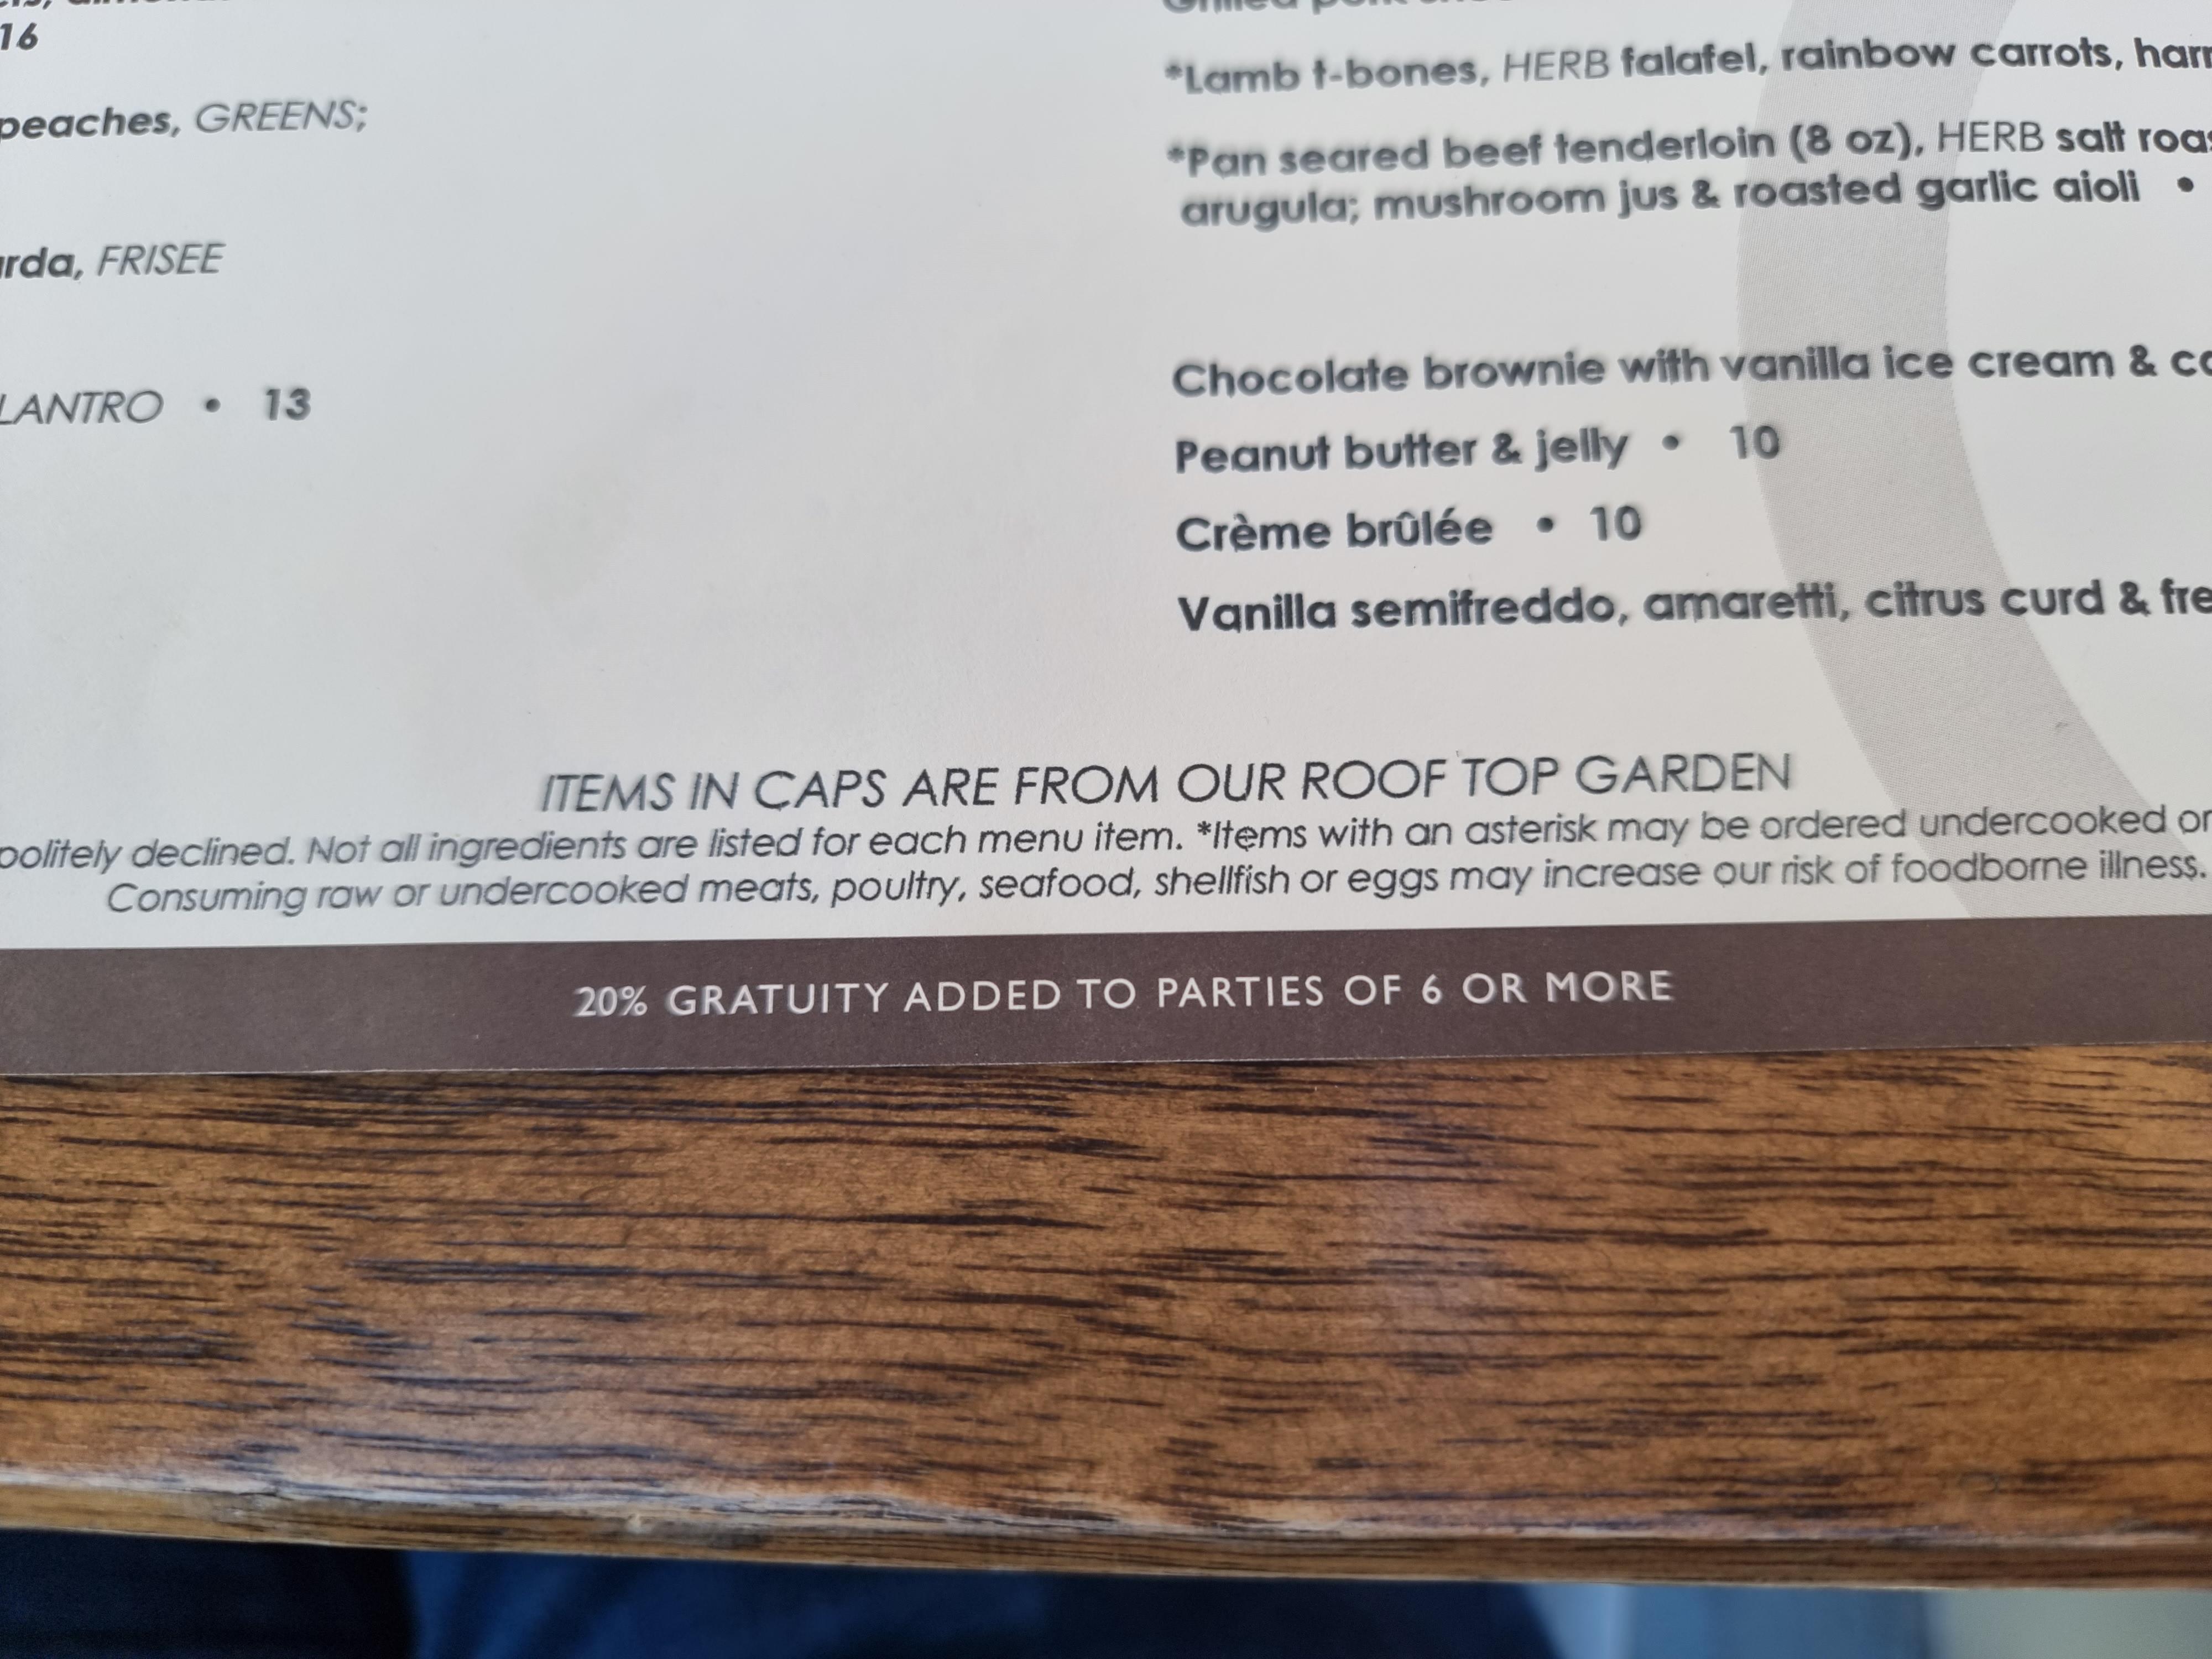 16
peaches, GREENS;
FRISEE
• 13
*Lamb t-bones, HERB falafel, rainbow carrots,
*Pan seared beef tenderloin (8 oz), HERB salt
arugula; mushroom jus & roasted garlic aioli •
Chocolate brownie with vanilla ice cream &
Peanut butter & jelly • 10
Crème brûlée • 10
Vanilla semifreddo, amaretti, citrus curd &
ITEMS IN CAPS ARE FROM OUR ROOF TOP GARDEN
politely declined. Not all ingredients are listed for each menu item. *Items with an asterisk may be ordered undercooked or
Consuming raw or undercooked meats, poultry, seafood, shellfish or eggs may increase our risk of foodborne illness.
20% GRATUITY ADDED TO PARTIES OF 6 OR MORE